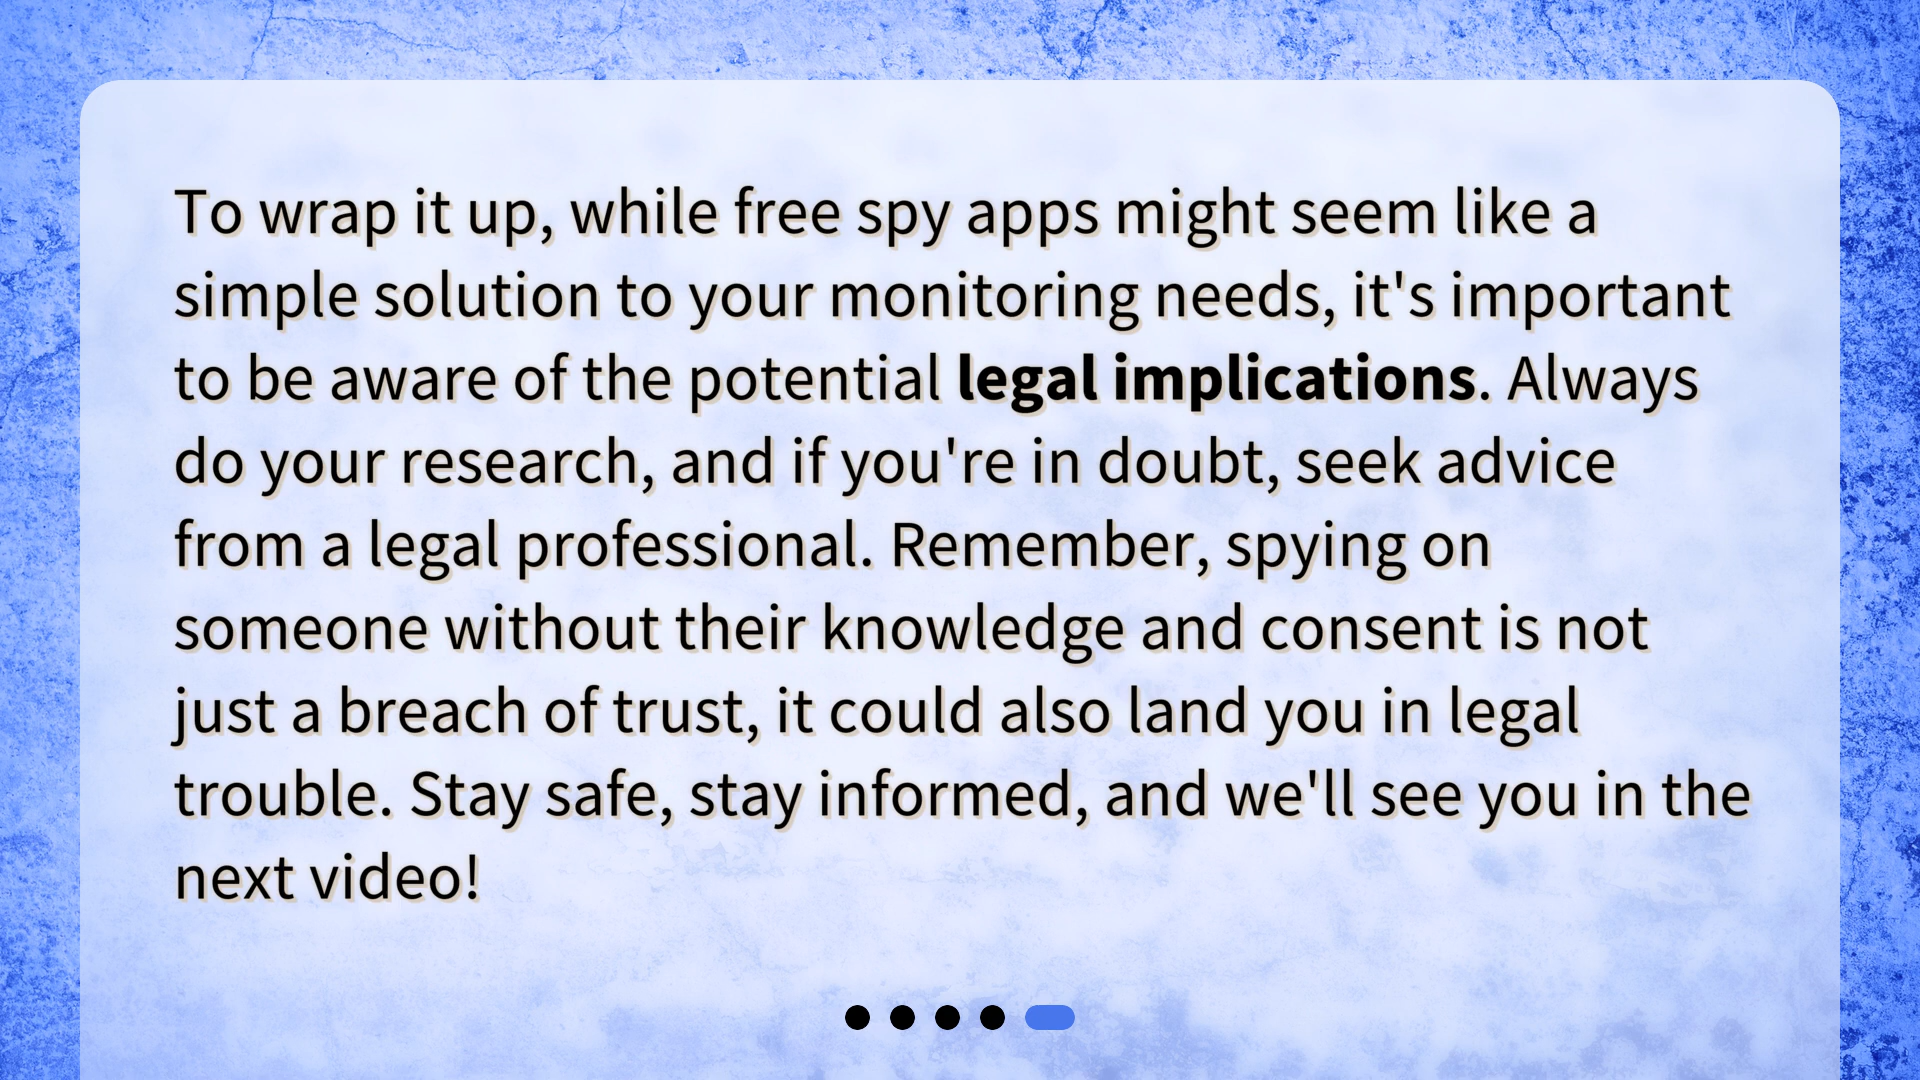 To wrap it up, while free spy apps might seem like a
simple solution to your monitoring needs, it's important
to be aware of the potential legal implications. Always
do your research, and if you're in doubt, seek advice
from a legal professional. Remember, spying on
someone without their knowledge and consent is not
just a breach of trust, it could also land you in legal
trouble. Stay safe, stay informed, and we'll see you in the
next video!